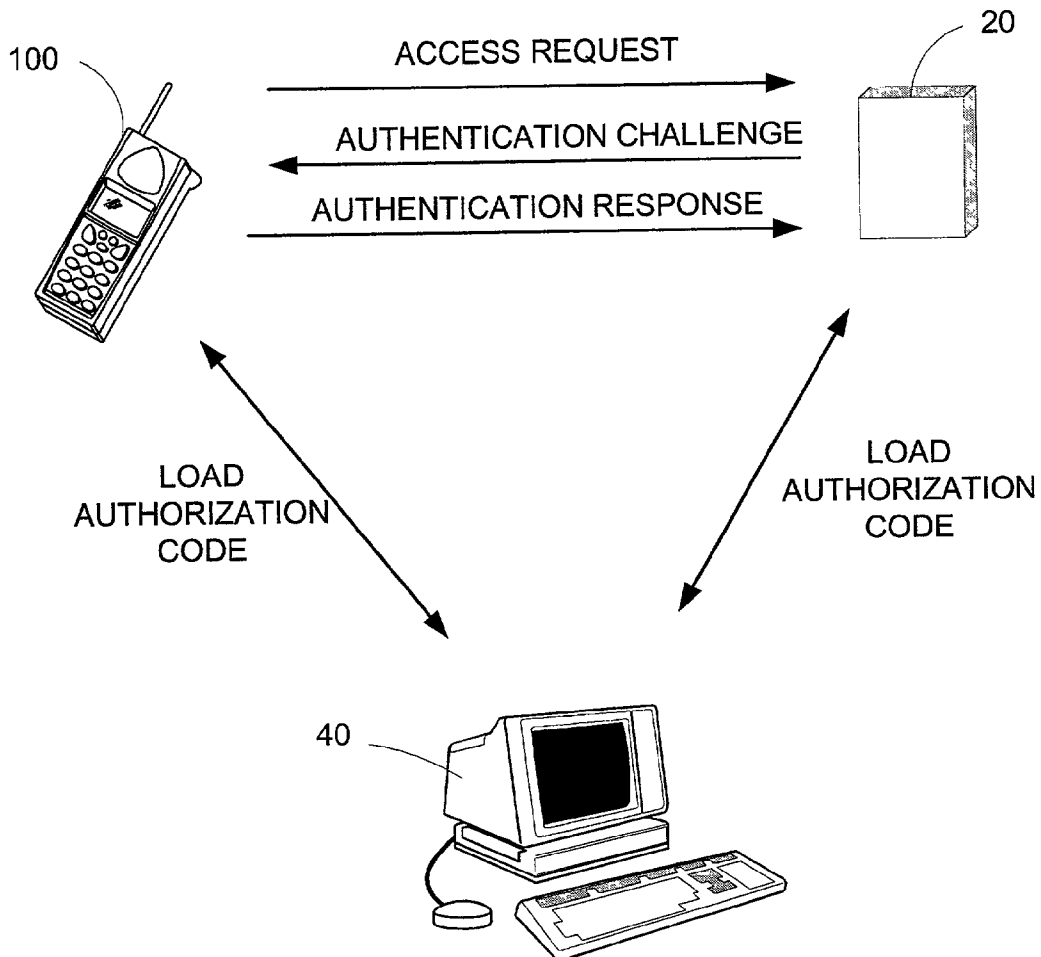 20
100
ACCESS REQUEST
AUTHENTICATION CHALLENGE
AUTHENTICATION RESPONSE
LOAD
AUTHORIZATION
CODE
LOAD
AUTHORIZATION
CODE
40